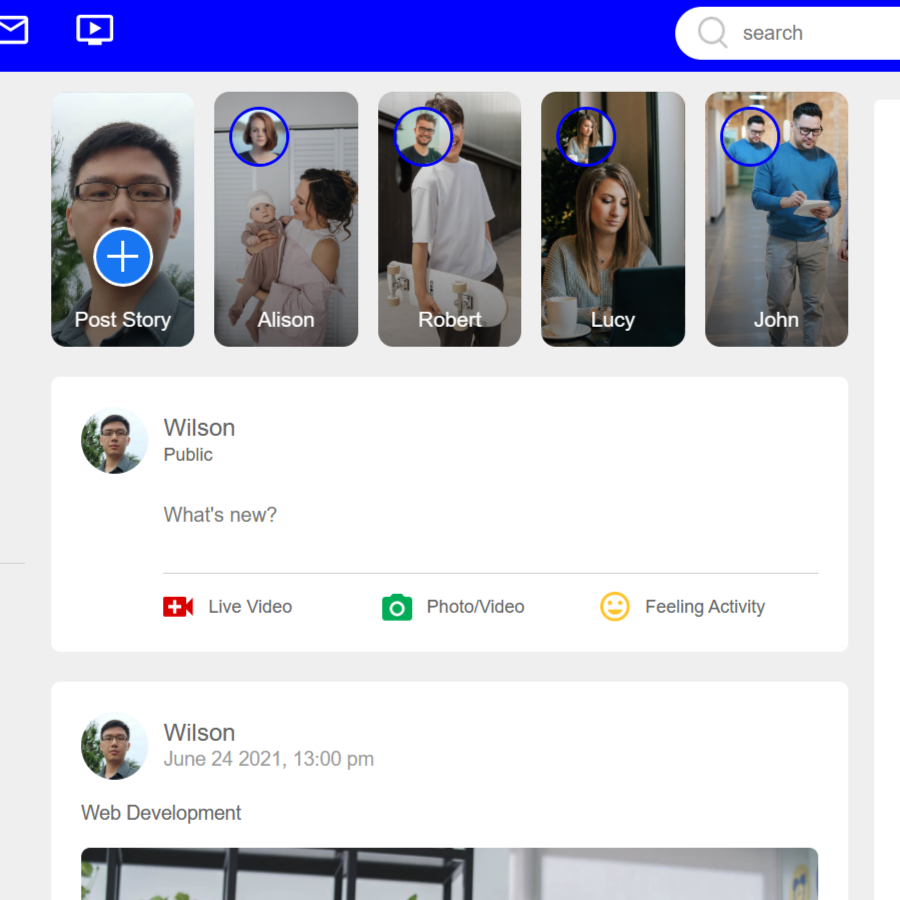 search
Post Story
Alison
Robert
Lucy
John
Wilson
Public
What's new?
Live Video
Photo/Video
Feeling Activity
Wilson
June 24 2021, 13:00 pm
Web Development